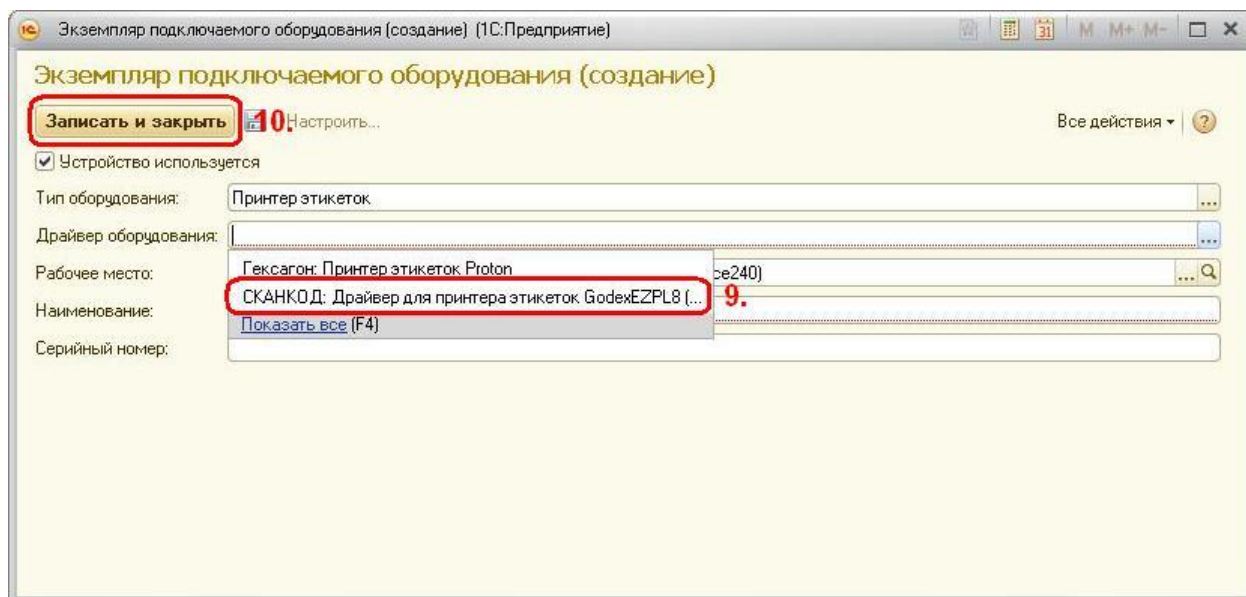 Экземпляр подключаемого оборудования (создание) (1С:Предприятие) M M+ M-
Экземпляр подключаемого оборудования (создание)
Записать и закрыть 10. Настроить... Все действия ?
Устройство используется
Тип оборудования: Принтер этикеток ...
Драйвер оборудования: ...
Гексагон: Принтер этикеток Proton
Рабочее место: ce240) ...
СКАНКОД: Драйвер для принтера этикеток GodexEZPL8 (... 9.
Наименование:
Показать все (F4)
Серийный номер: